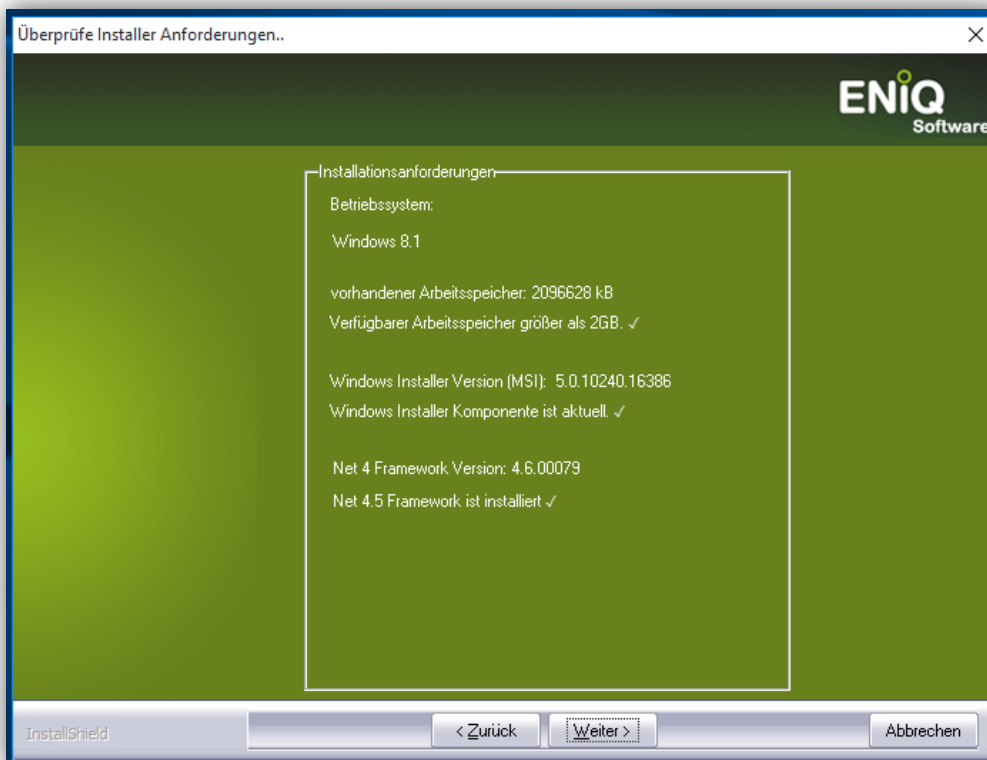 Überprüfe Installer Anforderungen..
ENiQ
Software
Installationsanforderungen
Betriebssystem:
Windows 8.1
vorhandener Arbeitsspeicher: 2096628 kB
Verfügbarer Arbeitsspeicher größer als 2GB. ✓
Windows Installer Version (MSI): 5.0.10240.16386
Windows Installer Komponente ist aktuell. ✓
Net 4 Framework Version: 4.6.00079
Net 4.5 Framework ist installiert ✓
InstallShield
< Zurück
Weiter >
Abbrechen